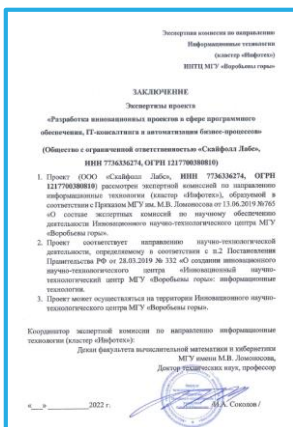 Экспертная комиссия по направлению
Информационные технологии
(кластер «Инфотех»)
ИНТЦ МГУ «Воробьевы горы»
ЗАКЛЮЧЕНИЕ
Экспертизы проекта
«Разработка инновационных проектов в сфере программного
обеспечения, IT-консалтинга и автоматизации бизнес-процессов»
(Общество с ограниченной ответственностью «Скайфолл Лабс»,
ИНН 7736336274, ОГРН 1217700380810)
1. Проект (ООО «Скайфолл Лабс», ИНН 7736336274, ОГРН
1217700380810) рассмотрен экспертной комиссией по направлению
информационные технологии (кластер «Инфотех»), образуемой в
соответствии с Приказом МГУ им. М.В. Ломоносова от 13.06.2019 №765
«О составе экспертных комиссий по научному обеспечению
деятельности Инновационного научно-технологического центра МГУ
«Воробьевы горы».
2. Проект соответствует направлению научно-технологической
деятельности, определяемому в соответствии с п.2 Постановления
Правительства РФ от 28.03.2019 № 332 «О создании инновационного
научно-технологического центра «Инновационный научно-
технологический центр МГУ «Воробьевы горы»: информационные
технологии.
3. Проект может осуществляться на территории Инновационного научно-
технологического центра МГУ «Воробьевы горы».
Координатор экспертной комиссии по направлению информационные
технологии (кластер «Инфотех»):
Декан факультета вычислительной математики и кибернетики
МГУ имени М.В. Ломоносова,
Доктор технических наук, профессор
«___» ____________2022 г.
И.А. Соколов /